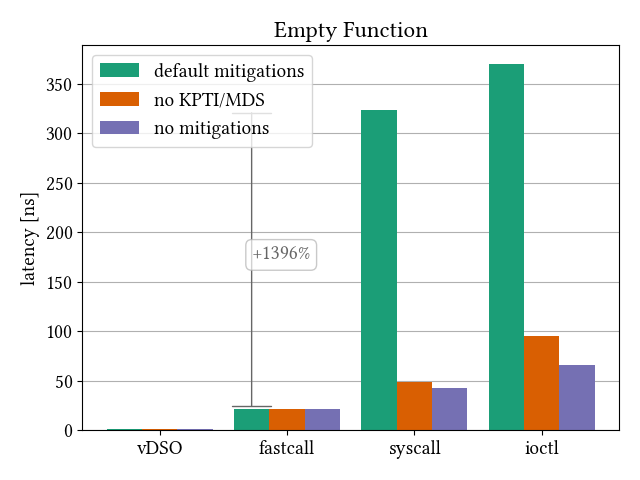 Empty Function
default mitigations
no KPTI/MDS
no mitigations
+1396%
latency [ns]
350
300
250
200
150
100
50
0
vDSO
fastcall
syscall
ioctl